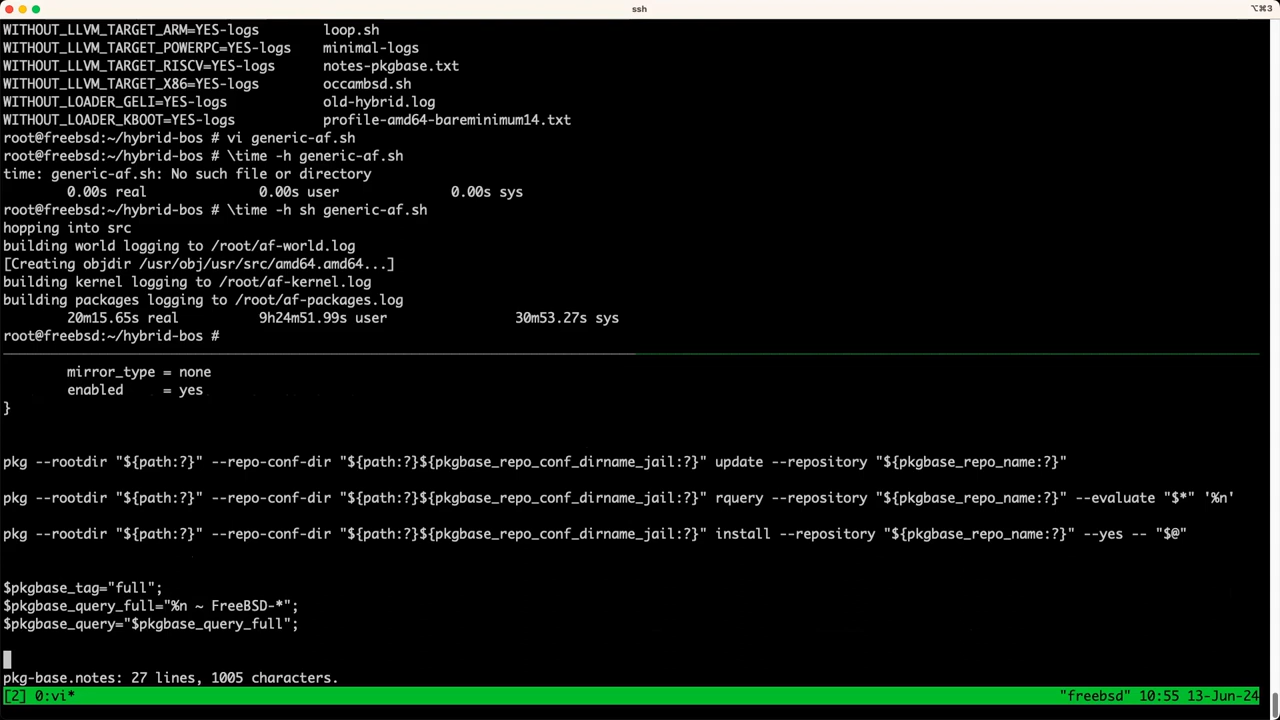 ssh
⌥⌘3
WITHOUT_LLVM_TARGET_ARM=YES-logs loop.sh
WITHOUT_LLVM_TARGET_POWERPC=YES-logs minimal-logs
WITHOUT_LLVM_TARGET_RISCV=YES-logs notes-pkgbase.txt
WITHOUT_LLVM_TARGET_X86=YES-logs occambsd.sh
WITHOUT_LOADER_GELI=YES-logs old-hybrid.log
WITHOUT_LOADER_KBOOT=YES-logs profile-amd64-bareminimum14.txt
root@freebsd:~/hybrid-bos # vi generic-af.sh
root@freebsd:~/hybrid-bos # \time -h generic-af.sh
time: generic-af.sh: No such file or directory
0.00s real 0.00s user 0.00s sys
root@freebsd:~/hybrid-bos # \time -h sh generic-af.sh
hopping into src
building world logging to /root/af-world.log
[Creating objdir /usr/obj/usr/src/amd64.amd64...]
building kernel logging to /root/af-kernel.log
building packages logging to /root/af-packages.log
20m15.65s real 9h24m51.99s user 30m53.27s sys
root@freebsd:~/hybrid-bos #
mirror_type = none
enabled = yes
}
pkg --rootdir "${path:?}" --repo-conf-dir "${path:?}${pkgbase_repo_conf_dirname_jail:?}" update --repository "${pkgbase_repo_name:?}"
pkg --rootdir "${path:?}" --repo-conf-dir "${path:?}${pkgbase_repo_conf_dirname_jail:?}" rquery --repository "${pkgbase_repo_name:?}" --evaluate "$*" '%n'
pkg --rootdir "${path:?}" --repo-conf-dir "${path:?}${pkgbase_repo_conf_dirname_jail:?}" install --repository "${pkgbase_repo_name:?}" --yes -- "$@"
$pkgbase_tag="full";
$pkgbase_query_full="%n ~ FreeBSD-*";
$pkgbase_query="$pkgbase_query_full";
pkg-base.notes: 27 lines, 1005 characters.
[2] 0:vi* "freebsd" 10:55 13-Jun-24